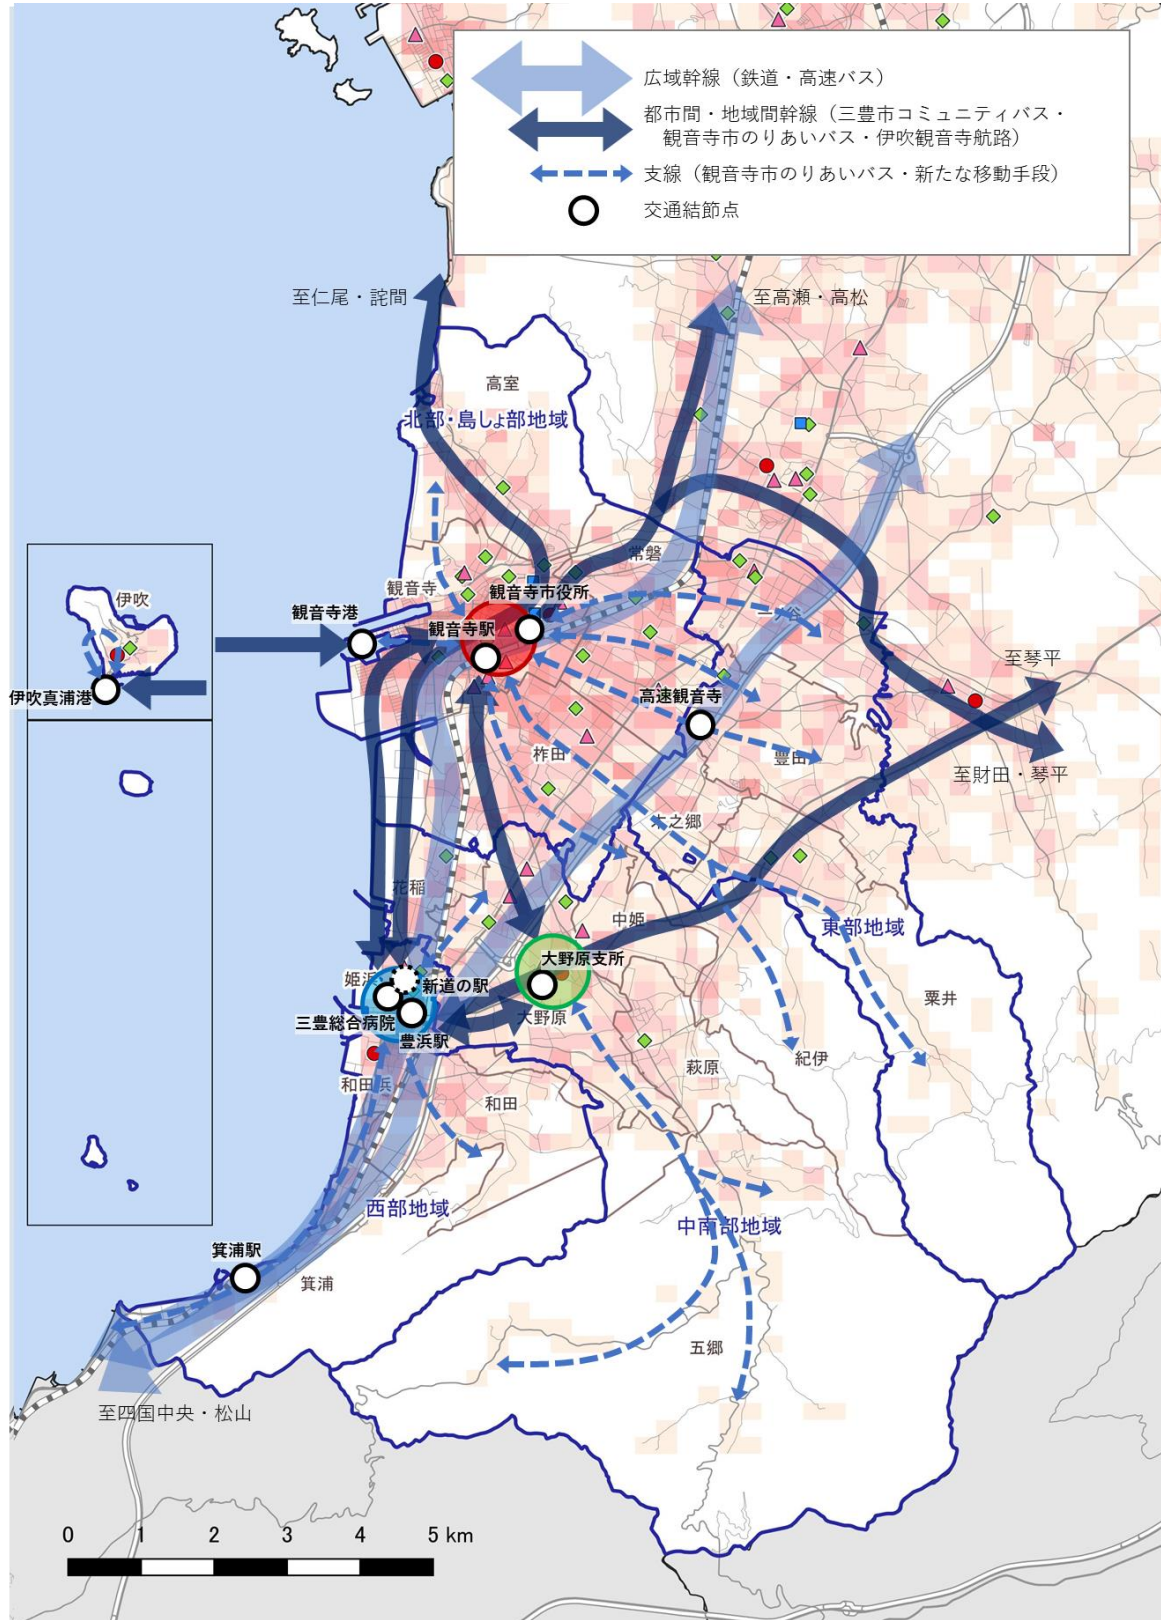 広域幹線（鉄道・高速バス）
都市間・地域間幹線（三豊市コミュニティバス・
観音寺市のりあいバス・伊吹観音寺航路）
支線（観音寺市のりあいバス・新たな移動手段）
交通結節点
至仁尾・詫間
至高瀬・高松
高室
北部・島しょ部地域
常磐
観音寺
観音寺市役所
伊吹
観音寺港
観音寺駅
一ノ谷
至琴平
伊吹真浦港
高速観音寺
柞田
豊田
至財田・琴平
木之郷
花稲
中姫
東部地域
大野原支所
姫浜
新道の駅
粟井
三豊総合病院
大野原
豊浜駅
紀伊
萩原
和田浜
和田
西部地域
中南部地域
箕浦駅
箕浦
五郷
至四国中央・松山
0 1 2 3 4 5 km